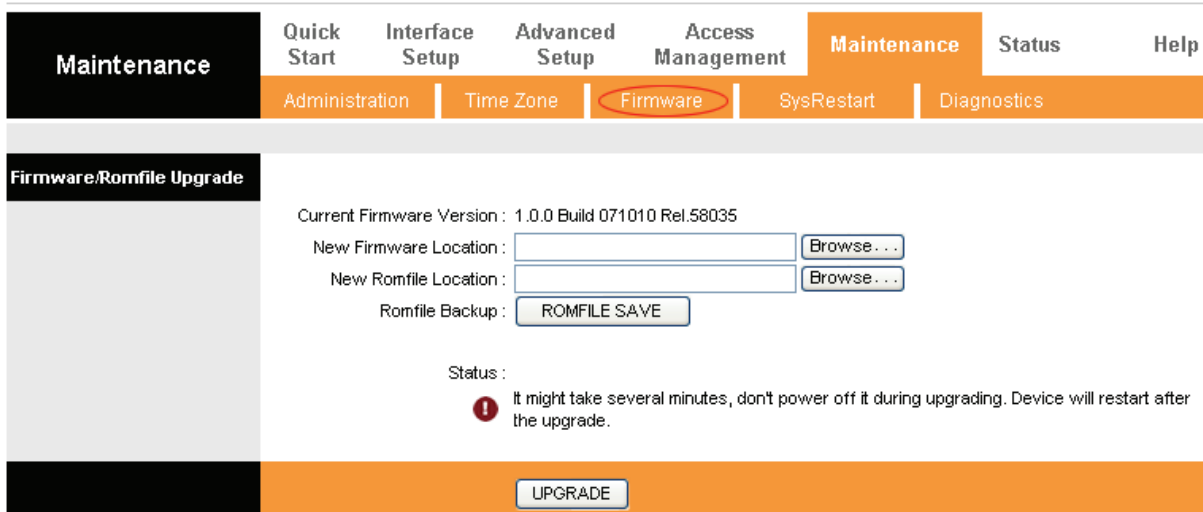 Maintenance
Quick Start
Interface Setup
Advanced Setup
Access Management
Maintenance
Status
Help
Administration
Time Zone
Firmware
SysRestart
Diagnostics
Firmware/Romfile Upgrade
Current Firmware Version : 1.0.0 Build 071010 Rel.58035
New Firmware Location : Browse...
New Romfile Location : Browse...
Romfile Backup : ROMFILE SAVE
Status :
It might take several minutes, don't power off it during upgrading. Device will restart after
the upgrade.
UPGRADE